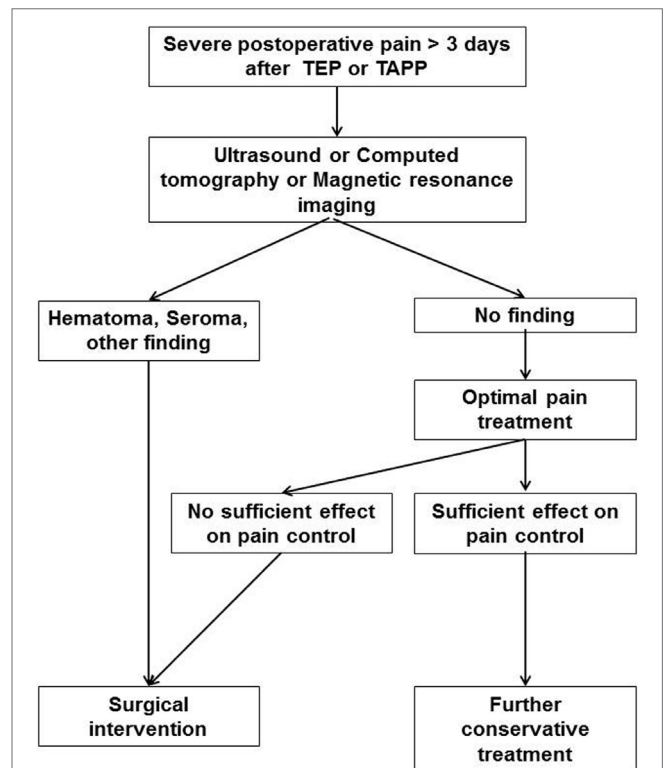 Severe postoperative pain > 3 days
after TEP or TAPP
Ultrasound or Computed
tomography or Magnetic resonance
imaging
Hematoma, Seroma,
other finding
No finding
Optimal pain
treatment
No sufficient effect
on pain control
Sufficient effect on
pain control
Surgical
intervention
Further
conservative
treatment